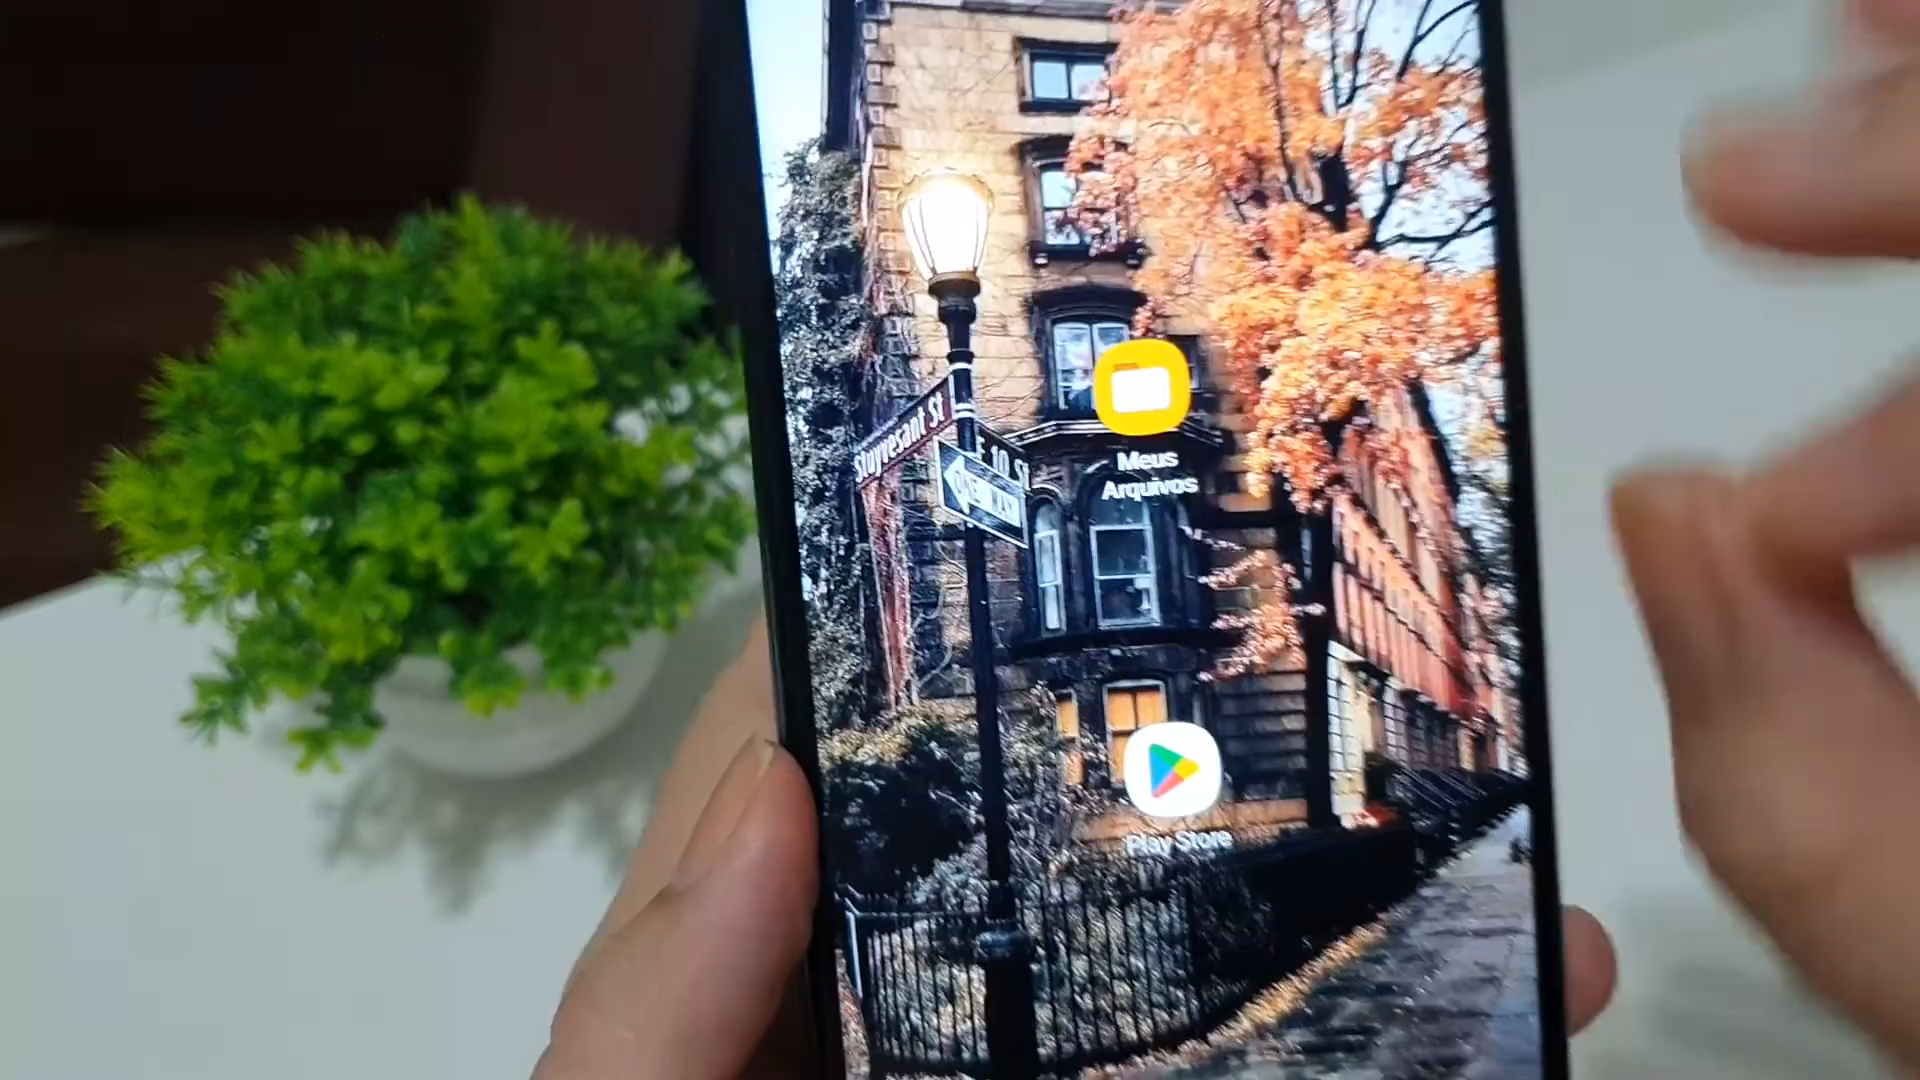 Stuyvesant St
E 10 St
ONE WAY
Meus
Arquivos
Play Store